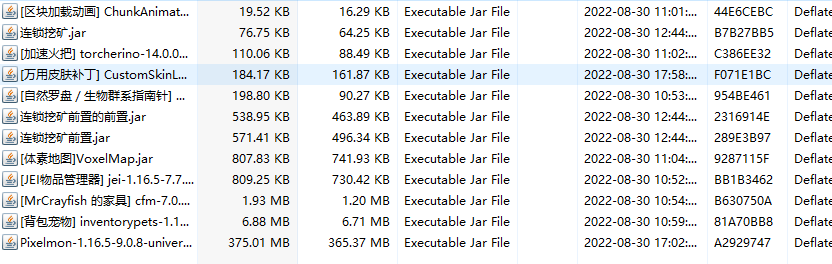 [区块加载动画] ChunkAnimat... 19.52 KB 16.29 KB Executable Jar File 2022-08-30 11:01:... 44E6CEBC Deflate
连锁挖矿.jar 76.75 KB 64.25 KB Executable Jar File 2022-08-30 12:44:... B7B27BB5 Deflate
[加速火把] torcherino-14.0.0... 110.06 KB 88.49 KB Executable Jar File 2022-08-30 11:02:... C386EE32 Deflate
[万用皮肤补丁] CustomSkinL... 184.17 KB 161.87 KB Executable Jar File 2022-08-30 17:58:... F071E1BC Deflate
[自然罗盘 / 生物群系指南针] ... 198.80 KB 90.27 KB Executable Jar File 2022-08-30 10:53:... 954BE461 Deflate
连锁挖矿前置的前置.jar 538.95 KB 463.89 KB Executable Jar File 2022-08-30 12:44:... 2316914E Deflate
连锁挖矿前置.jar 571.41 KB 496.34 KB Executable Jar File 2022-08-30 12:44:... 289E3B97 Deflate
[体素地图]VoxelMap.jar 807.83 KB 741.93 KB Executable Jar File 2022-08-30 11:04:... 9287115F Deflate
[JEI物品管理器] jei-1.16.5-7.7.... 809.25 KB 730.42 KB Executable Jar File 2022-08-30 10:52:... BB1B3462 Deflate
[MrCrayfish 的家具] cfm-7.0.... 1.93 MB 1.20 MB Executable Jar File 2022-08-30 10:54:... B630750A Deflate
[背包宠物] inventorypets-1.1... 6.88 MB 6.71 MB Executable Jar File 2022-08-30 10:59:... 81A70BB8 Deflate
Pixelmon-1.16.5-9.0.8-univer... 375.01 MB 365.37 MB Executable Jar File 2022-08-30 17:02:... A2929747 Deflate